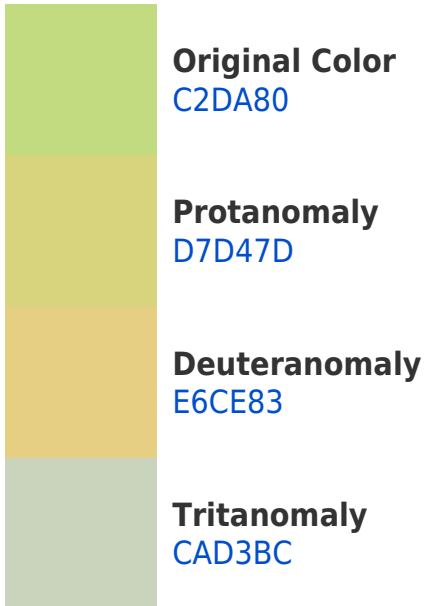 Original Color
C2DA80
Protanomaly
D7D47D
Deuteranomaly
E6CE83
Tritanomaly
CAD3BC